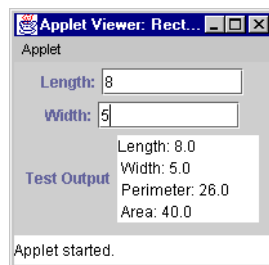 Applet Viewer: Rect...
Applet
Length: 8
Width: 5
Test Output
Length: 8.0
Width: 5.0
Perimeter: 26.0
Area: 40.0
Applet started.